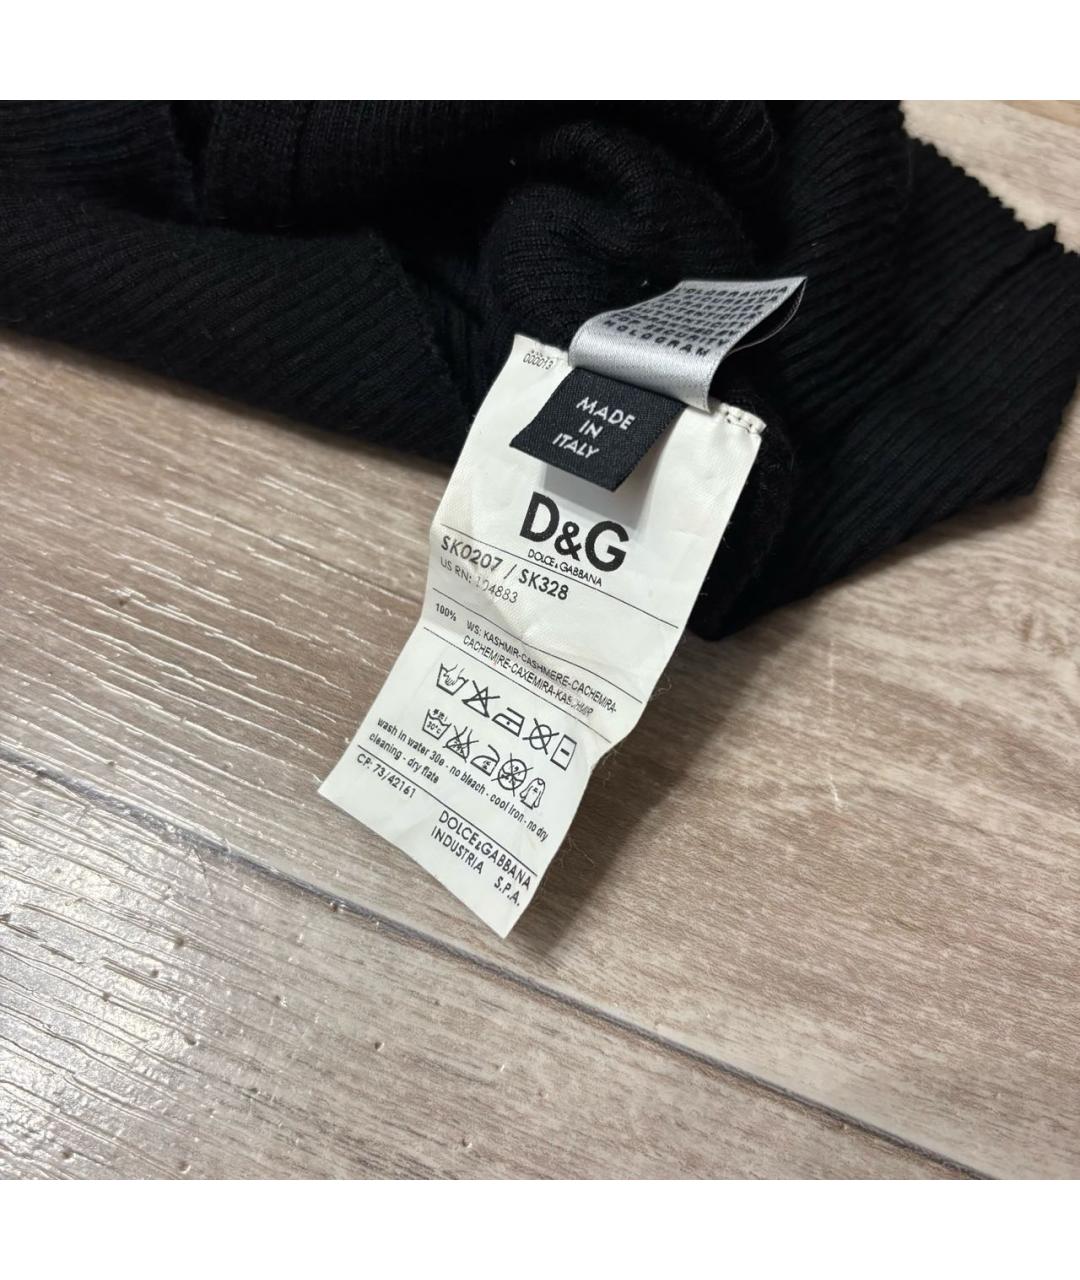 HOLOGRAM
000013
MADE
IN
ITALY
D&G
DOLCE&GABBANA
SK0207 / SK328
US RN: 104883
100% WS: KASHMIR-CASHMERE-CACHEMIRA-
CACHEMIRE-CAXEMIRA-KASCHMIR
30°C
wash in water 30° - no bleach - cool iron - no dry
cleaning - dry flate
CP. 73/42161
DOLCE&GABBANA
INDUSTRIA S.P.A.